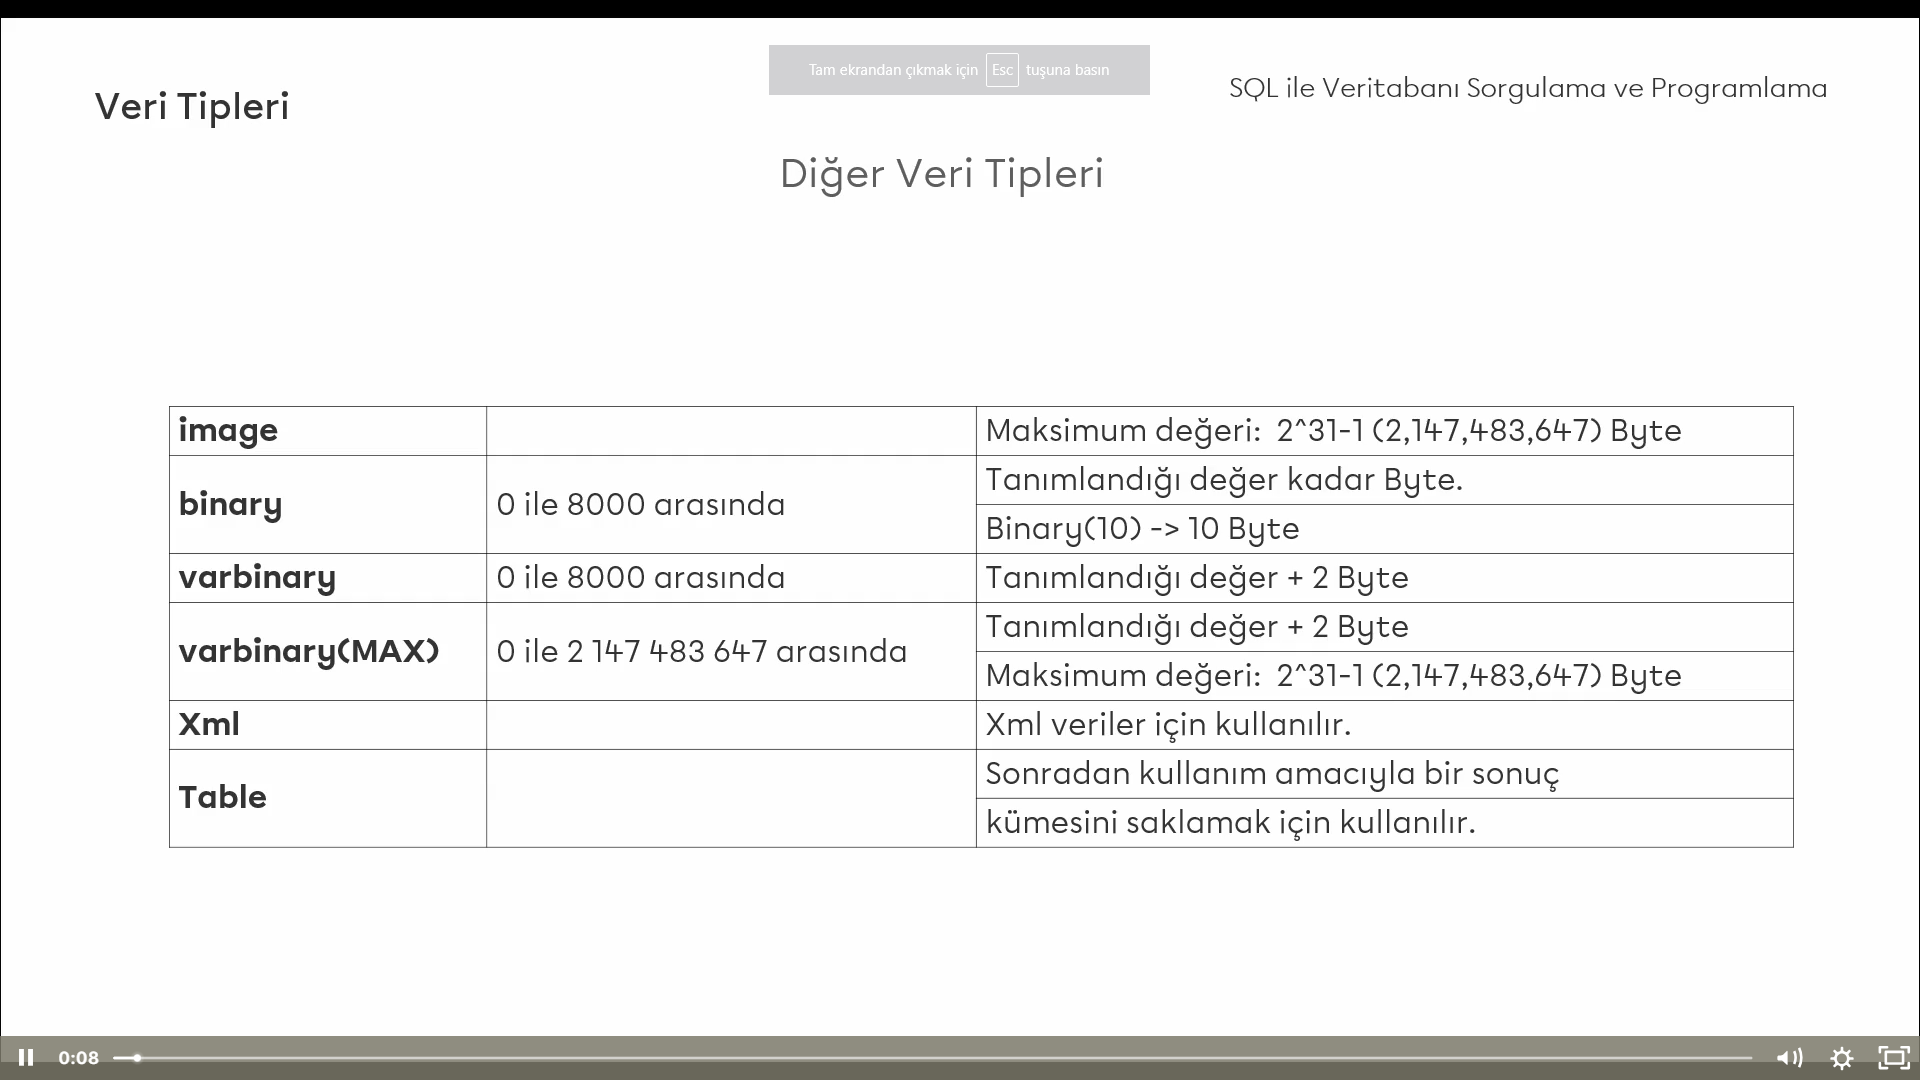 Tam ekrandan çıkmak için Esc tuşuna basın
SQL ile Veritabanı Sorgulama ve Programlama
Veri Tipleri
Diğer Veri Tipleri
image Maksimum değeri: 2^31-1 (2,147,483,647) Byte
binary 0 ile 8000 arasında Tanımlandığı değer kadar Byte.
Binary(10) -> 10 Byte
varbinary 0 ile 8000 arasında Tanımlandığı değer + 2 Byte
varbinary(MAX) 0 ile 2 147 483 647 arasında Tanımlandığı değer + 2 Byte
Maksimum değeri: 2^31-1 (2,147,483,647) Byte
Xml Xml veriler için kullanılır.
Table Sonradan kullanım amacıyla bir sonuç
kümesini saklamak için kullanılır.
0:08